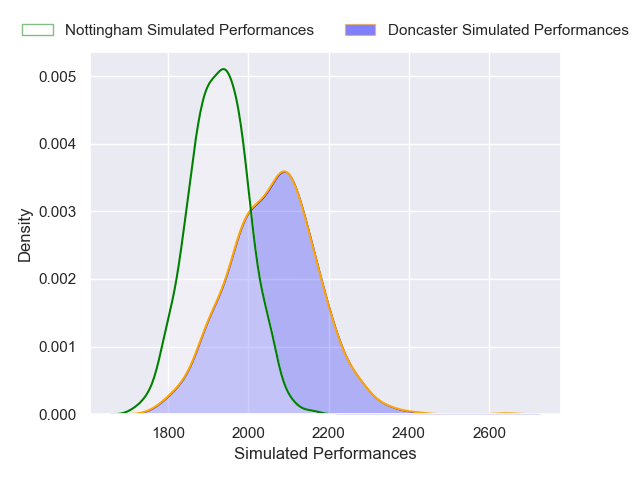 Nottingham Simulated Performances
Doncaster Simulated Performances
0.005
0.004
0.003
0.002
0.001
0.000
Density
1800 2000 2200 2400 2600
Simulated Performances